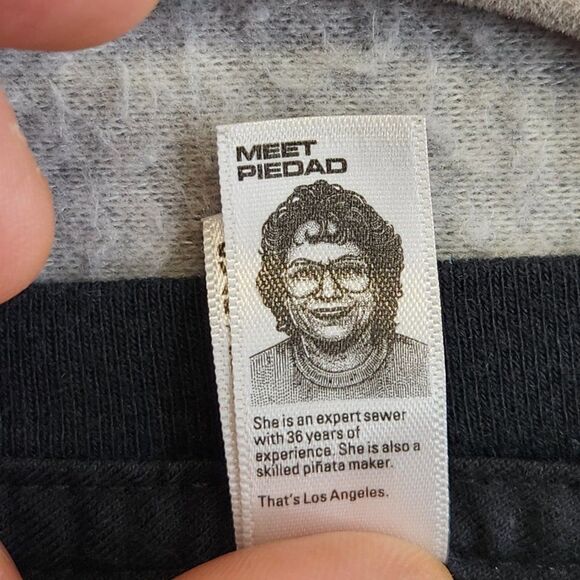 MEET
PIEDAD
She is an expert sewer
with 36 years of
experience. She is also a
skilled piñata maker.
That's Los Angeles.